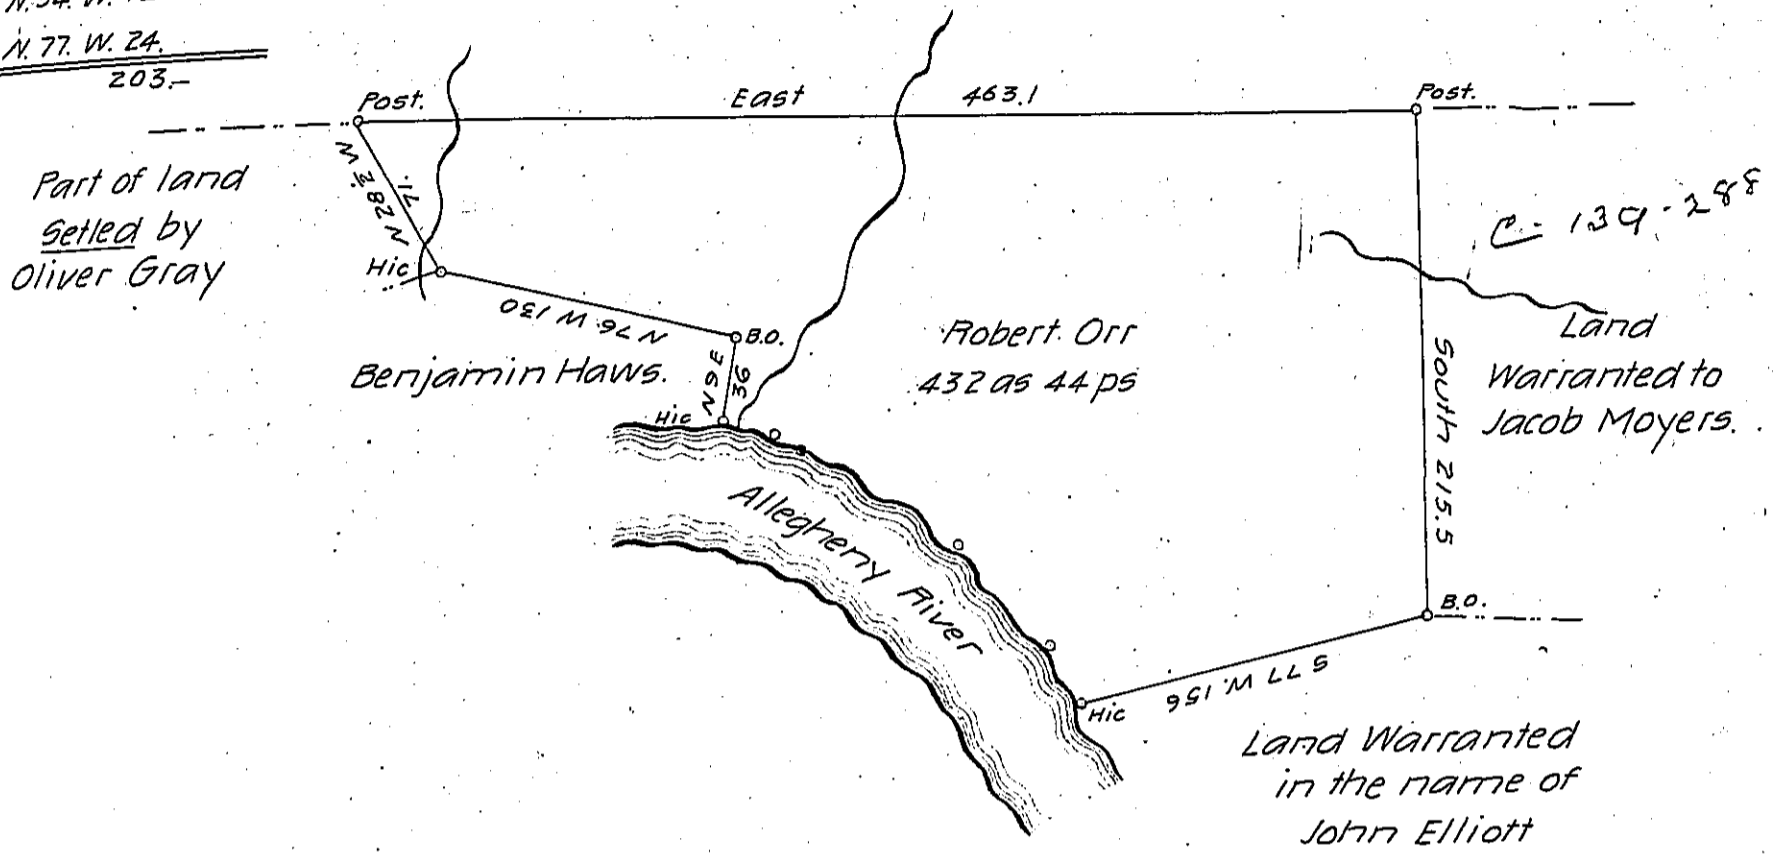 N. 77. W. 24.
203.–
Post.
East 463.1
Post.
Part of land
Setled by
Oliver Gray
N 28½ W
71.
Hic
N 76 W 130
B.O.
Benjamin Haws.
N 9 E
36
Hic
Robert Orr
432 as 44 ps
C- 139-288
Land
Warranted to
Jacob Moyers.
South 215.5
Allegheny River
B.O.
S 77 W. 156
Hic
Land Warranted
in the name of
John Elliott